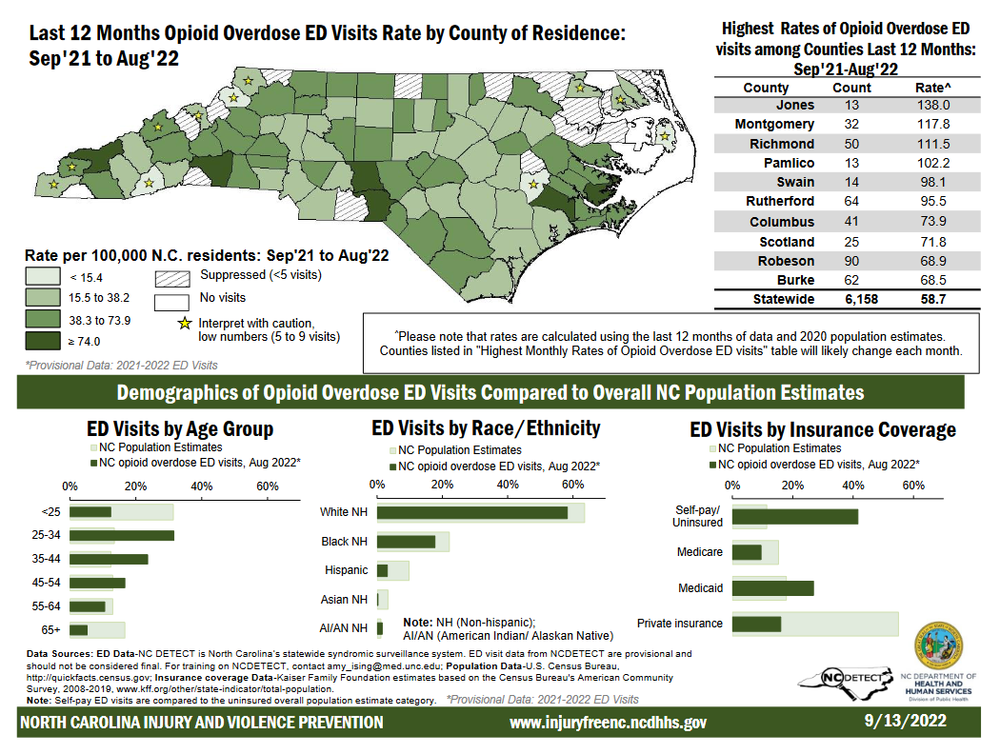 Last 12 Months Opioid Overdose ED Visits Rate by County of Residence:
Sep'21 to Aug'22
Highest Rates of Opioid Overdose ED
visits among Counties Last 12 Months:
Sep'21-Aug'22
County Count Rate^
Jones 13 138.0
Montgomery 32 117.8
Richmond 50 111.5
Pamlico 13 102.2
Swain 14 98.1
Rutherford 64 95.5
Columbus 41 73.9
Scotland 25 71.8
Robeson 90 68.9
Burke 62 68.5
Statewide 6,158 58.7
Rate per 100,000 N.C. residents: Sep'21 to Aug'22
< 15.4
15.5 to 38.2
38.3 to 73.9
≥ 74.0
Suppressed (<5 visits)
No visits
Interpret with caution,
low numbers (5 to 9 visits)
*Provisional Data: 2021-2022 ED Visits
^Please note that rates are calculated using the last 12 months of data and 2020 population estimates.
Counties listed in "Highest Monthly Rates of Opioid Overdose ED visits" table will likely change each month.
Demographics of Opioid Overdose ED Visits Compared to Overall NC Population Estimates
ED Visits by Age Group
NC Population Estimates
NC opioid overdose ED visits, Aug 2022*
0% 20% 40% 60%
<25
25-34
35-44
45-54
55-64
65+
ED Visits by Race/Ethnicity
NC Population Estimates
NC opioid overdose ED visits, Aug 2022*
0% 20% 40% 60%
White NH
Black NH
Hispanic
Asian NH
AI/AN NH
Note: NH (Non-hispanic);
AI/AN (American Indian/ Alaskan Native)
ED Visits by Insurance Coverage
NC Population Estimates
NC opioid overdose ED visits, Aug 2022*
0% 20% 40% 60%
Self-pay/
Uninsured
Medicare
Medicaid
Private insurance
Data Sources: ED Data-NC DETECT is North Carolina's statewide syndromic surveillance system. ED visit data from NCDETECT are provisional and
should not be considered final. For training on NCDETECT, contact amy_ising@med.unc.edu; Population Data-U.S. Census Bureau,
http://quickfacts.census.gov; Insurance coverage Data-Kaiser Family Foundation estimates based on the Census Bureau's American Community
Survey, 2008-2019, www.kff.org/other/state-indicator/total-population.
Note: Self-pay ED visits are compared to the uninsured overall population estimate category. *Provisional Data: 2021-2022 ED Visits
NC DETECT
NC DEPARTMENT OF
HEALTH AND
HUMAN SERVICES
Division of Public Health
NORTH CAROLINA INJURY AND VIOLENCE PREVENTION
www.injuryfreenc.ncdhhs.gov
9/13/2022